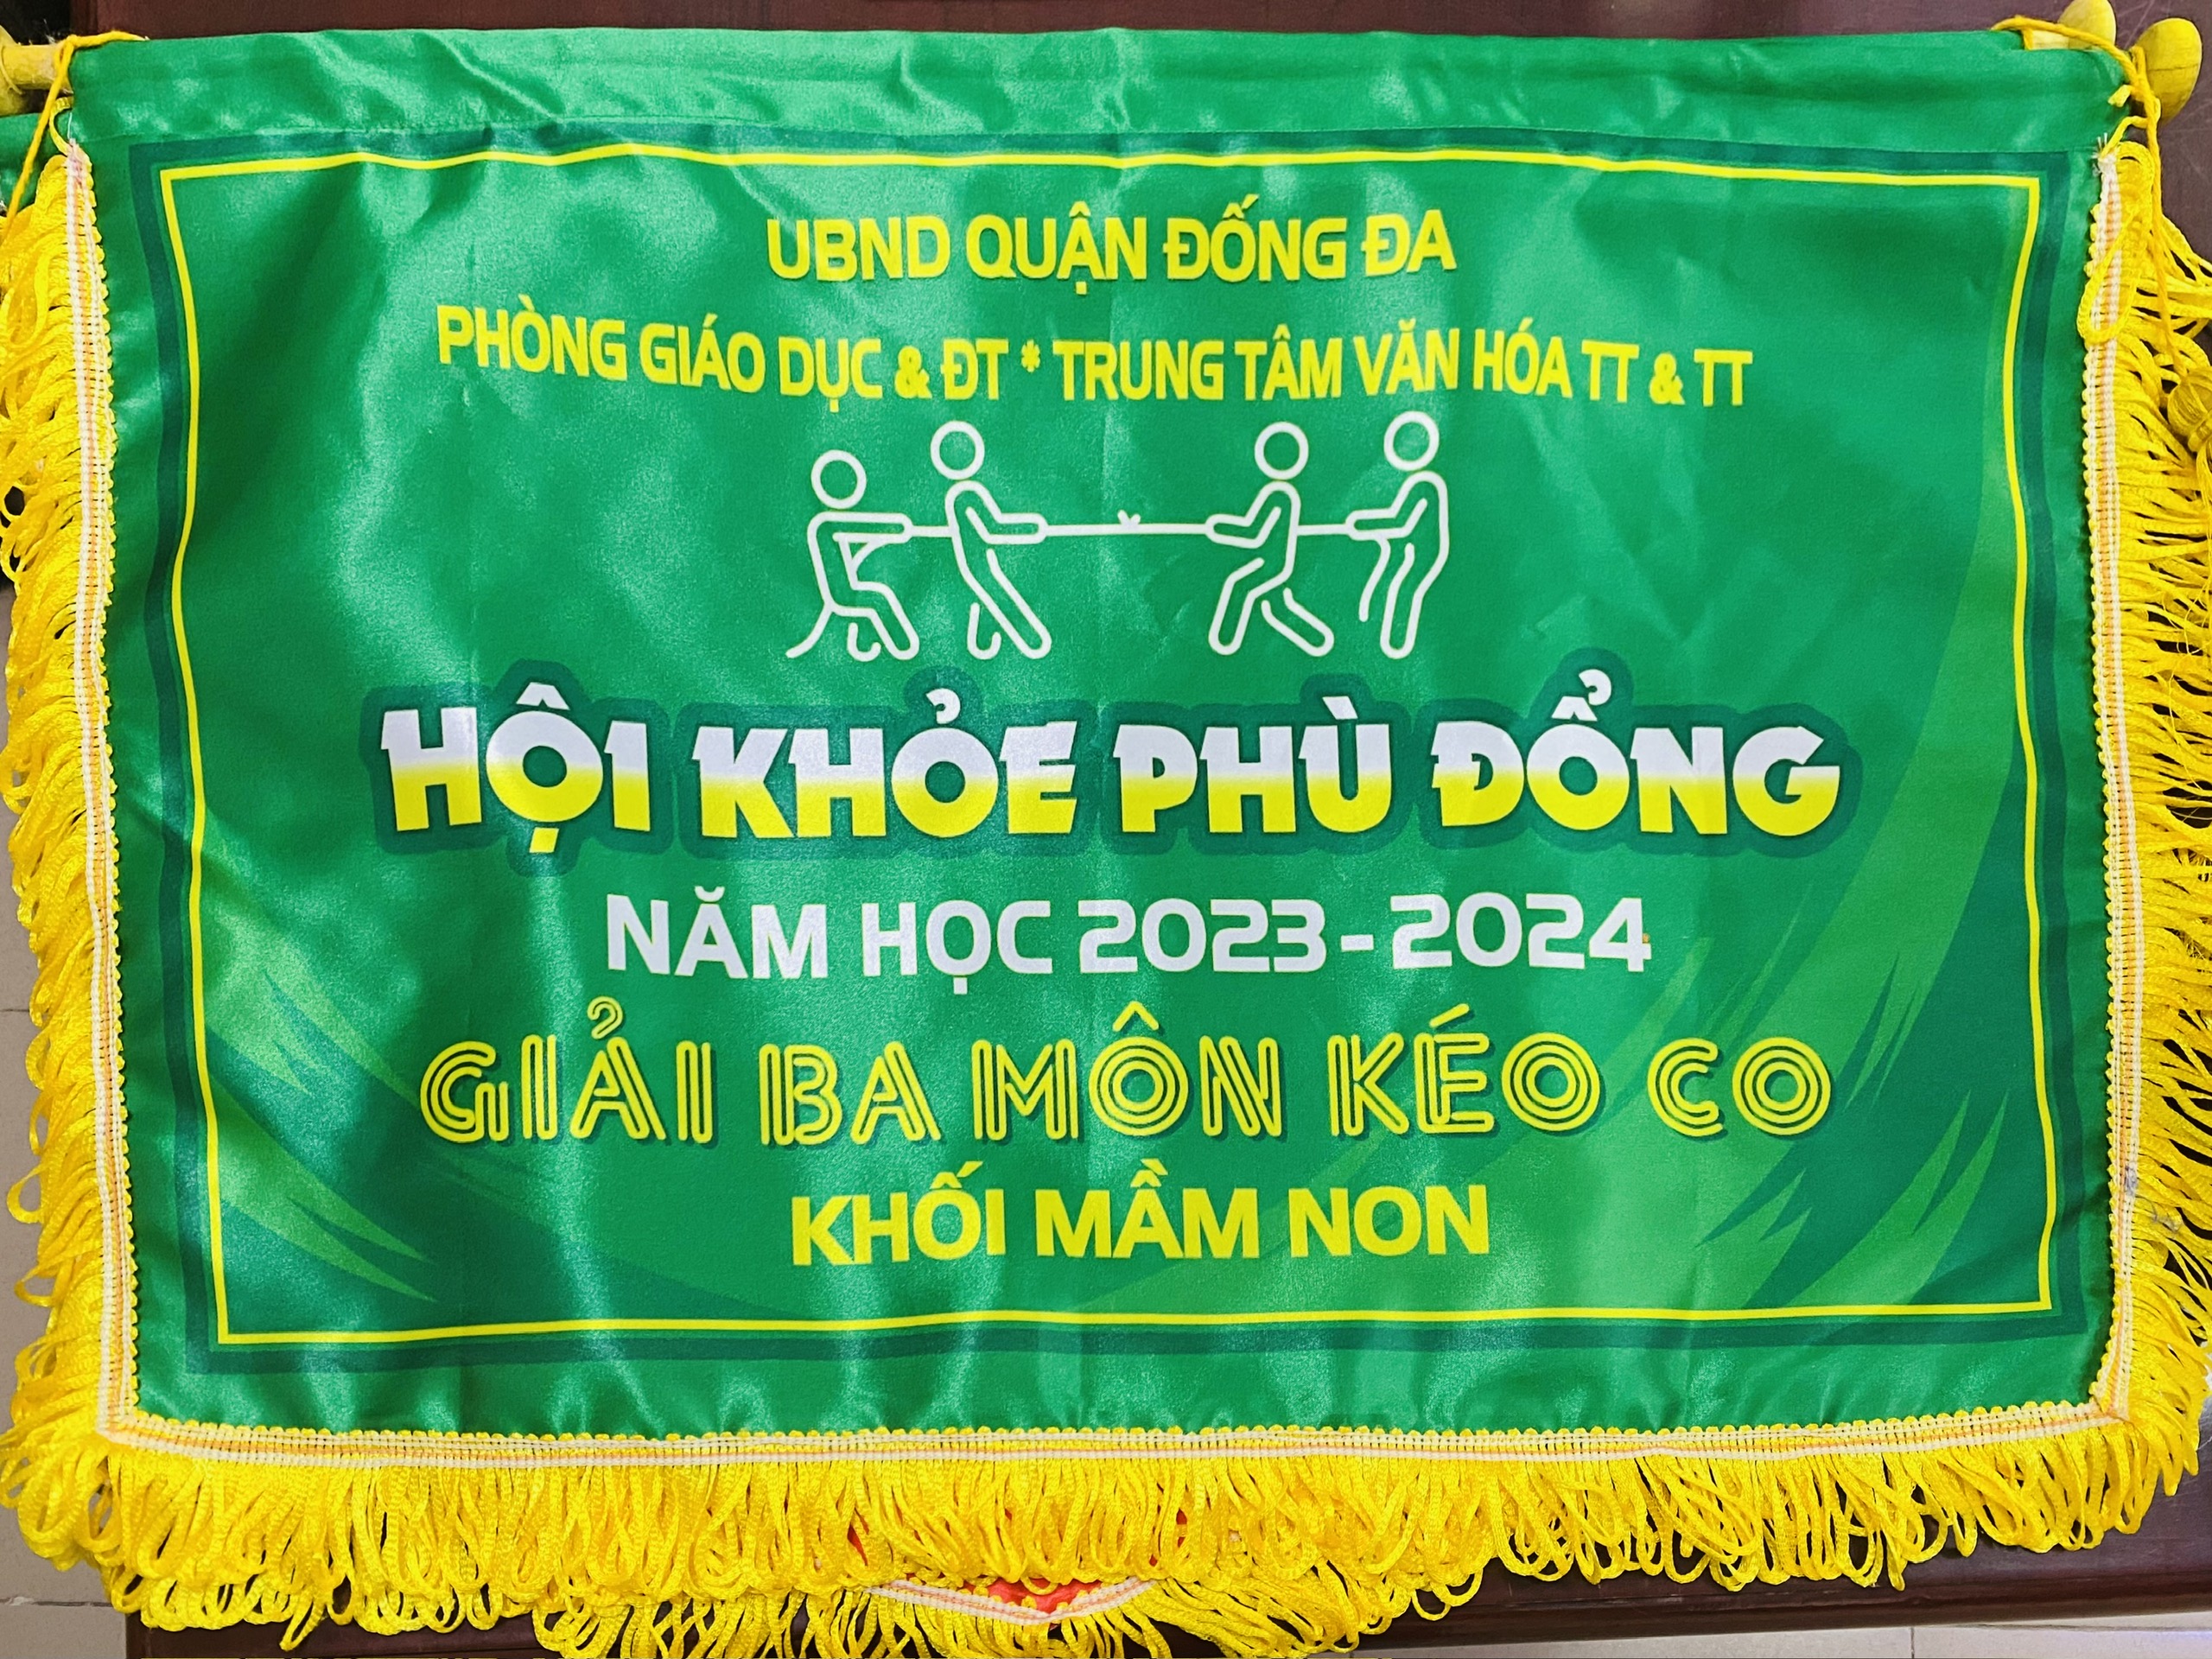 UBND QUẬN ĐỐNG ĐA
PHÒNG GIÁO DỤC & ĐT * TRUNG TÂM VĂN HÓA TT & TT
HỘI KHỎE PHÙ ĐỔNG
NĂM HỌC 2023 - 2024
GIẢI BA MÔN KÉO CO
KHỐI MẦM NON